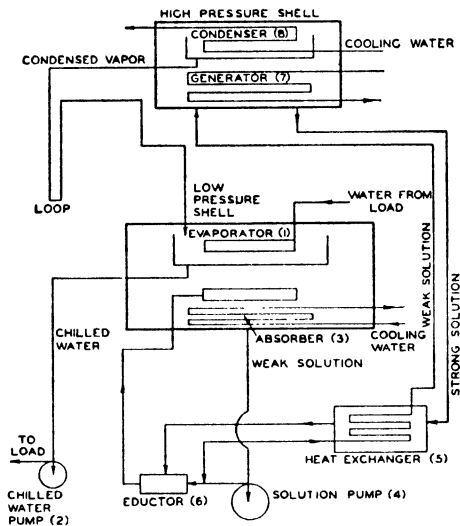 HIGH PRESSURE SHELL
CONDENSER (8)
COOLING WATER
CONDENSED VAPOR
GENERATOR (7)
LOOP
LOW
PRESSURE
SHELL
WATER FROM
LOAD
EVAPORATOR (1)
WEAK SOLUTION
STRONG SOLUTION
CHILLED
WATER
ABSORBER (3)
COOLING
WATER
WEAK SOLUTION
TO
LOAD
HEAT EXCHANGER (5)
CHILLED
WATER
PUMP (2)
EDUCTOR (6)
SOLUTION PUMP (4)